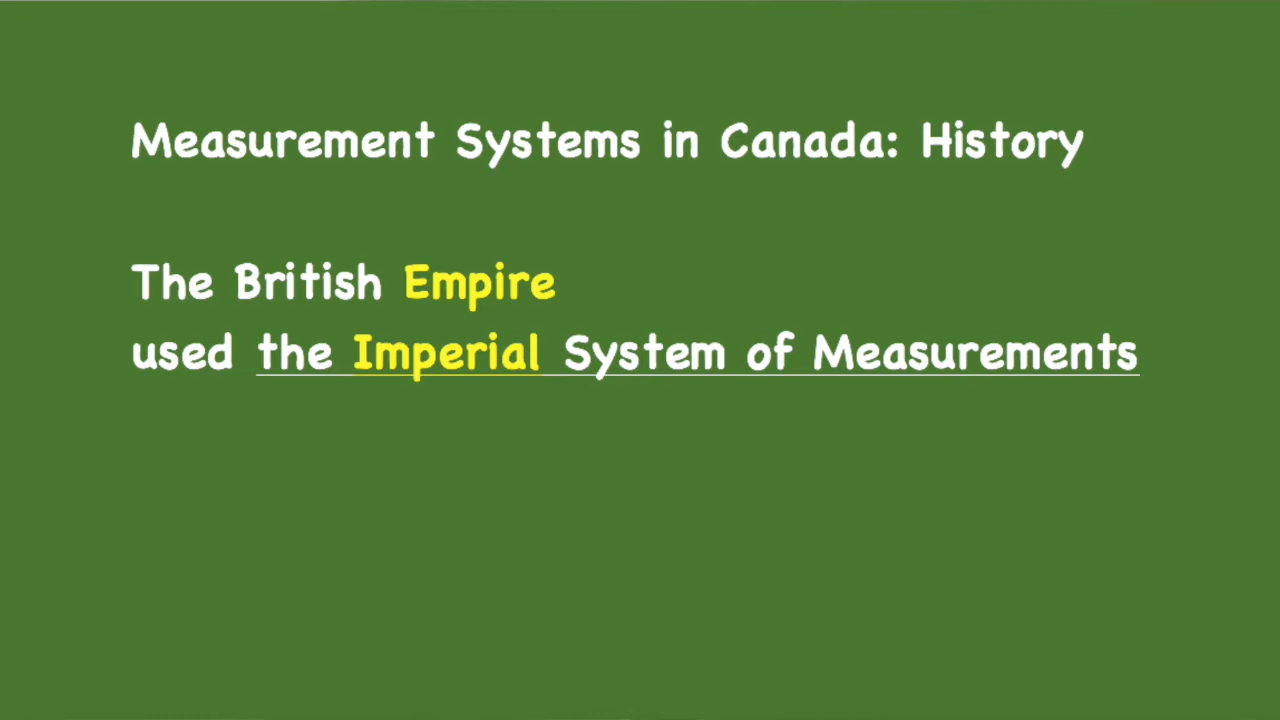 Measurement Systems in Canada: History
The British Empire
used the Imperial System of Measurements